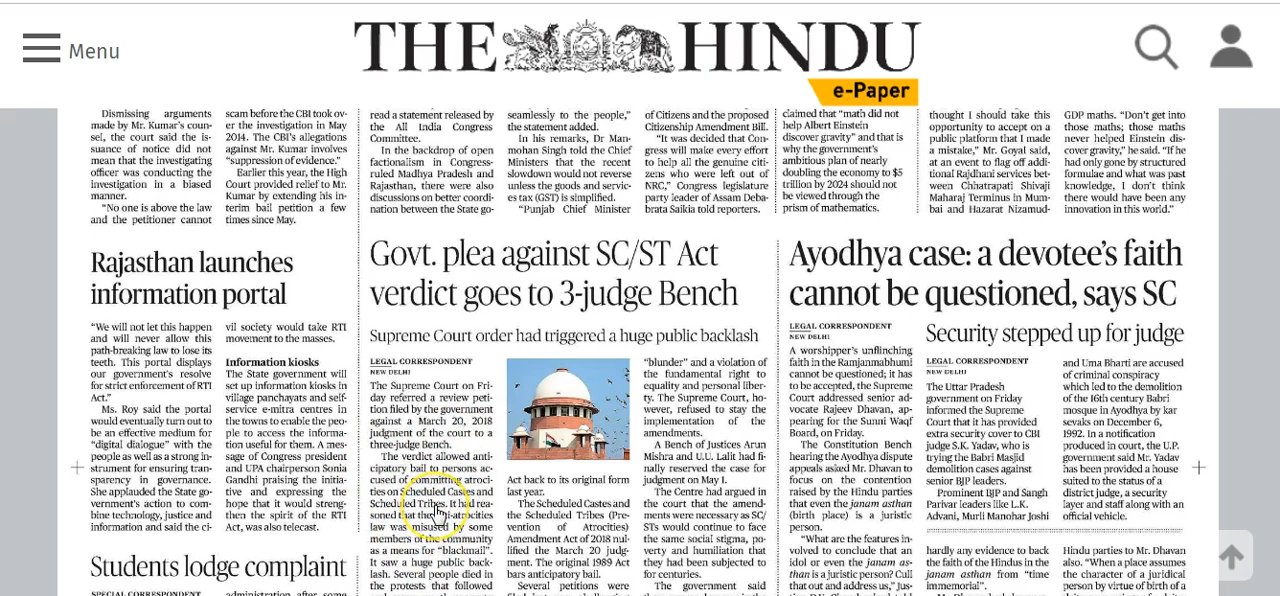 Menu
THE HINDU
e-Paper
Dismissing arguments
made by Mr. Kumar's coun-
sel, the court said the is-
suance of notice did not
mean that the investigating
officer was conducting the
investigation in a biased
manner.
"No one is above the law
and the petitioner cannot
scam before the CBI took ov-
er the investigation in May
2014. The CBI's allegations
against Mr. Kumar involves
"suppression of evidence."
Earlier this year, the High
Court provided relief to Mr.
Kumar by extending his in-
terim bail petition a few
times since May.
read a statement released by
the All India Congress
Committee.
In the backdrop of open
factionalism in Congress-
ruled Madhya Pradesh and
Rajasthan, there were also
discussions on better coordi-
nation between the State go-
seamlessly to the people,"
the statement added.
In his remarks, Dr Man-
mohan Singh told the Chief
Ministers that the recent
slowdown would not reverse
unless the goods and servic-
es tax (GST) is simplified.
"Punjab Chief Minister
of Citizens and the proposed
Citizenship Amendment Bill.
"It was decided that Con-
gress will make every effort
to help all the genuine citi-
zens who were left out of
NRC," Congress legislature
party leader of Assam Deba-
brata Saikia told reporters.
claimed that "math did not
help Albert Einstein
discover gravity" and that is
why the government's
ambitious plan of nearly
doubling the economy to $5
trillion by 2024 should not
be viewed through the
prism of mathematics.
thought I should take this
opportunity to accept on a
public platform that I made
a mistake," Mr. Goyal said,
at an event to flag off addi-
tional Rajdhani services bet-
ween Chhatrapati Shivaji
Maharaj Terminus in Mum-
bai and Hazarat Nizamud-
GDP maths. "Don't get into
those maths; those maths
never helped Einstein dis-
cover gravity," he said. "If he
had only gone by structured
formulae and what was past
knowledge, I don't think
there would have been any
innovation in this world."
Rajasthan launches
information portal
"We will not let this happen
and will never allow this
path-breaking law to lose its
teeth. This portal displays
our government's resolve
for strict enforcement of RTI
Act."
Ms. Roy said the portal
would eventually turn out to
be an effective medium for
"digital dialogue" with the
people as well as a strong in-
strument for ensuring tran-
sparency in governance.
She applauded the State go-
vernment's action to com-
bine technology, justice and
information and said the ci-
vil society would take RTI
movement to the masses.
Information kiosks
The State government will
set up information kiosks in
village panchayats and self-
service e-mitra centres in
the towns to enable the peo-
ple to access the informa-
tion useful for them. A mes-
sage of Congress president
and UPA chairperson Sonia
Gandhi praising the initia-
tive and expressing the
hope that it would streng-
then the spirit of the RTI
Act, was also telecast.
Students lodge complaint
SPECIAL CORRESPONDENT
administration after some
Govt. plea against SC/ST Act
verdict goes to 3-judge Bench
Supreme Court order had triggered a huge public backlash
LEGAL CORRESPONDENT
NEW DELHI
The Supreme Court on Fri-
day referred a review peti-
tion filed by the government
against a March 20, 2018
judgment of the court to a
three-judge Bench.
The verdict allowed anti-
cipatory bail to persons ac-
cused of committing atroci-
ties on Scheduled Castes and
Scheduled Tribes. It had rea-
soned that the anti-atrocities
law was misused by some
members of the community
as a means for "blackmail".
It saw a huge public back-
lash. Several people died in
the protests that followed
Act back to its original form
last year.
The Scheduled Castes and
the Scheduled Tribes (Pre-
vention of Atrocities)
Amendment Act of 2018 nul-
lified the March 20 judg-
ment. The original 1989 Act
bars anticipatory bail.
Several petitions were
"blunder" and a violation of
the fundamental right to
equality and personal liber-
ty. The Supreme Court, ho-
wever, refused to stay the
implementation of the
amendments.
A Bench of Justices Arun
Mishra and U.U. Lalit had fi-
nally reserved the case for
judgment on May 1.
The Centre had argued in
the court that the amend-
ments were necessary as SC/
STs would continue to face
the same social stigma, po-
verty and humiliation that
they had been subjected to
for centuries.
The government said
Ayodhya case: a devotee's faith
cannot be questioned, says SC
LEGAL CORRESPONDENT
NEW DELHI
A worshipper's unflinching
faith in the Ramjanmabhumi
cannot be questioned; it has
to be accepted, the Supreme
Court addressed senior ad-
vocate Rajeev Dhavan, ap-
pearing for the Sunni Waqf
Board, on Friday.
The Constitution Bench
hearing the Ayodhya dispute
appeals asked Mr. Dhavan to
focus on the contention
raised by the Hindu parties
that even the janam asthan
(birth place) is a juristic
person.
"What are the features in-
volved to conclude that an
idol or even the janam as-
than is a juristic person? Cull
that out and address us," Jus-
Security stepped up for judge
LEGAL CORRESPONDENT
NEW DELHI
The Uttar Pradesh
government on Friday
informed the Supreme
Court that it has provided
extra security cover to CBI
judge S.K. Yadav, who is
trying the Babri Masjid
demolition cases against
senior BJP leaders.
Prominent BJP and Sangh
Parivar leaders like L.K.
Advani, Murli Manohar Joshi
and Uma Bharti are accused
of criminal conspiracy
which led to the demolition
of the 16th century Babri
mosque in Ayodhya by kar
sevaks on December 6,
1992. In a notification
produced in court, the U.P.
government said Mr. Yadav
has been provided a house
suited to the status of a
district judge, a security
layer and staff along with an
official vehicle.
hardly any evidence to back
the faith of the Hindus in the
janam asthan from "time
immemorial".
Hindu parties to Mr. Dhavan
also. "When a place assumes
the character of a juridical
person by virtue of birth of a